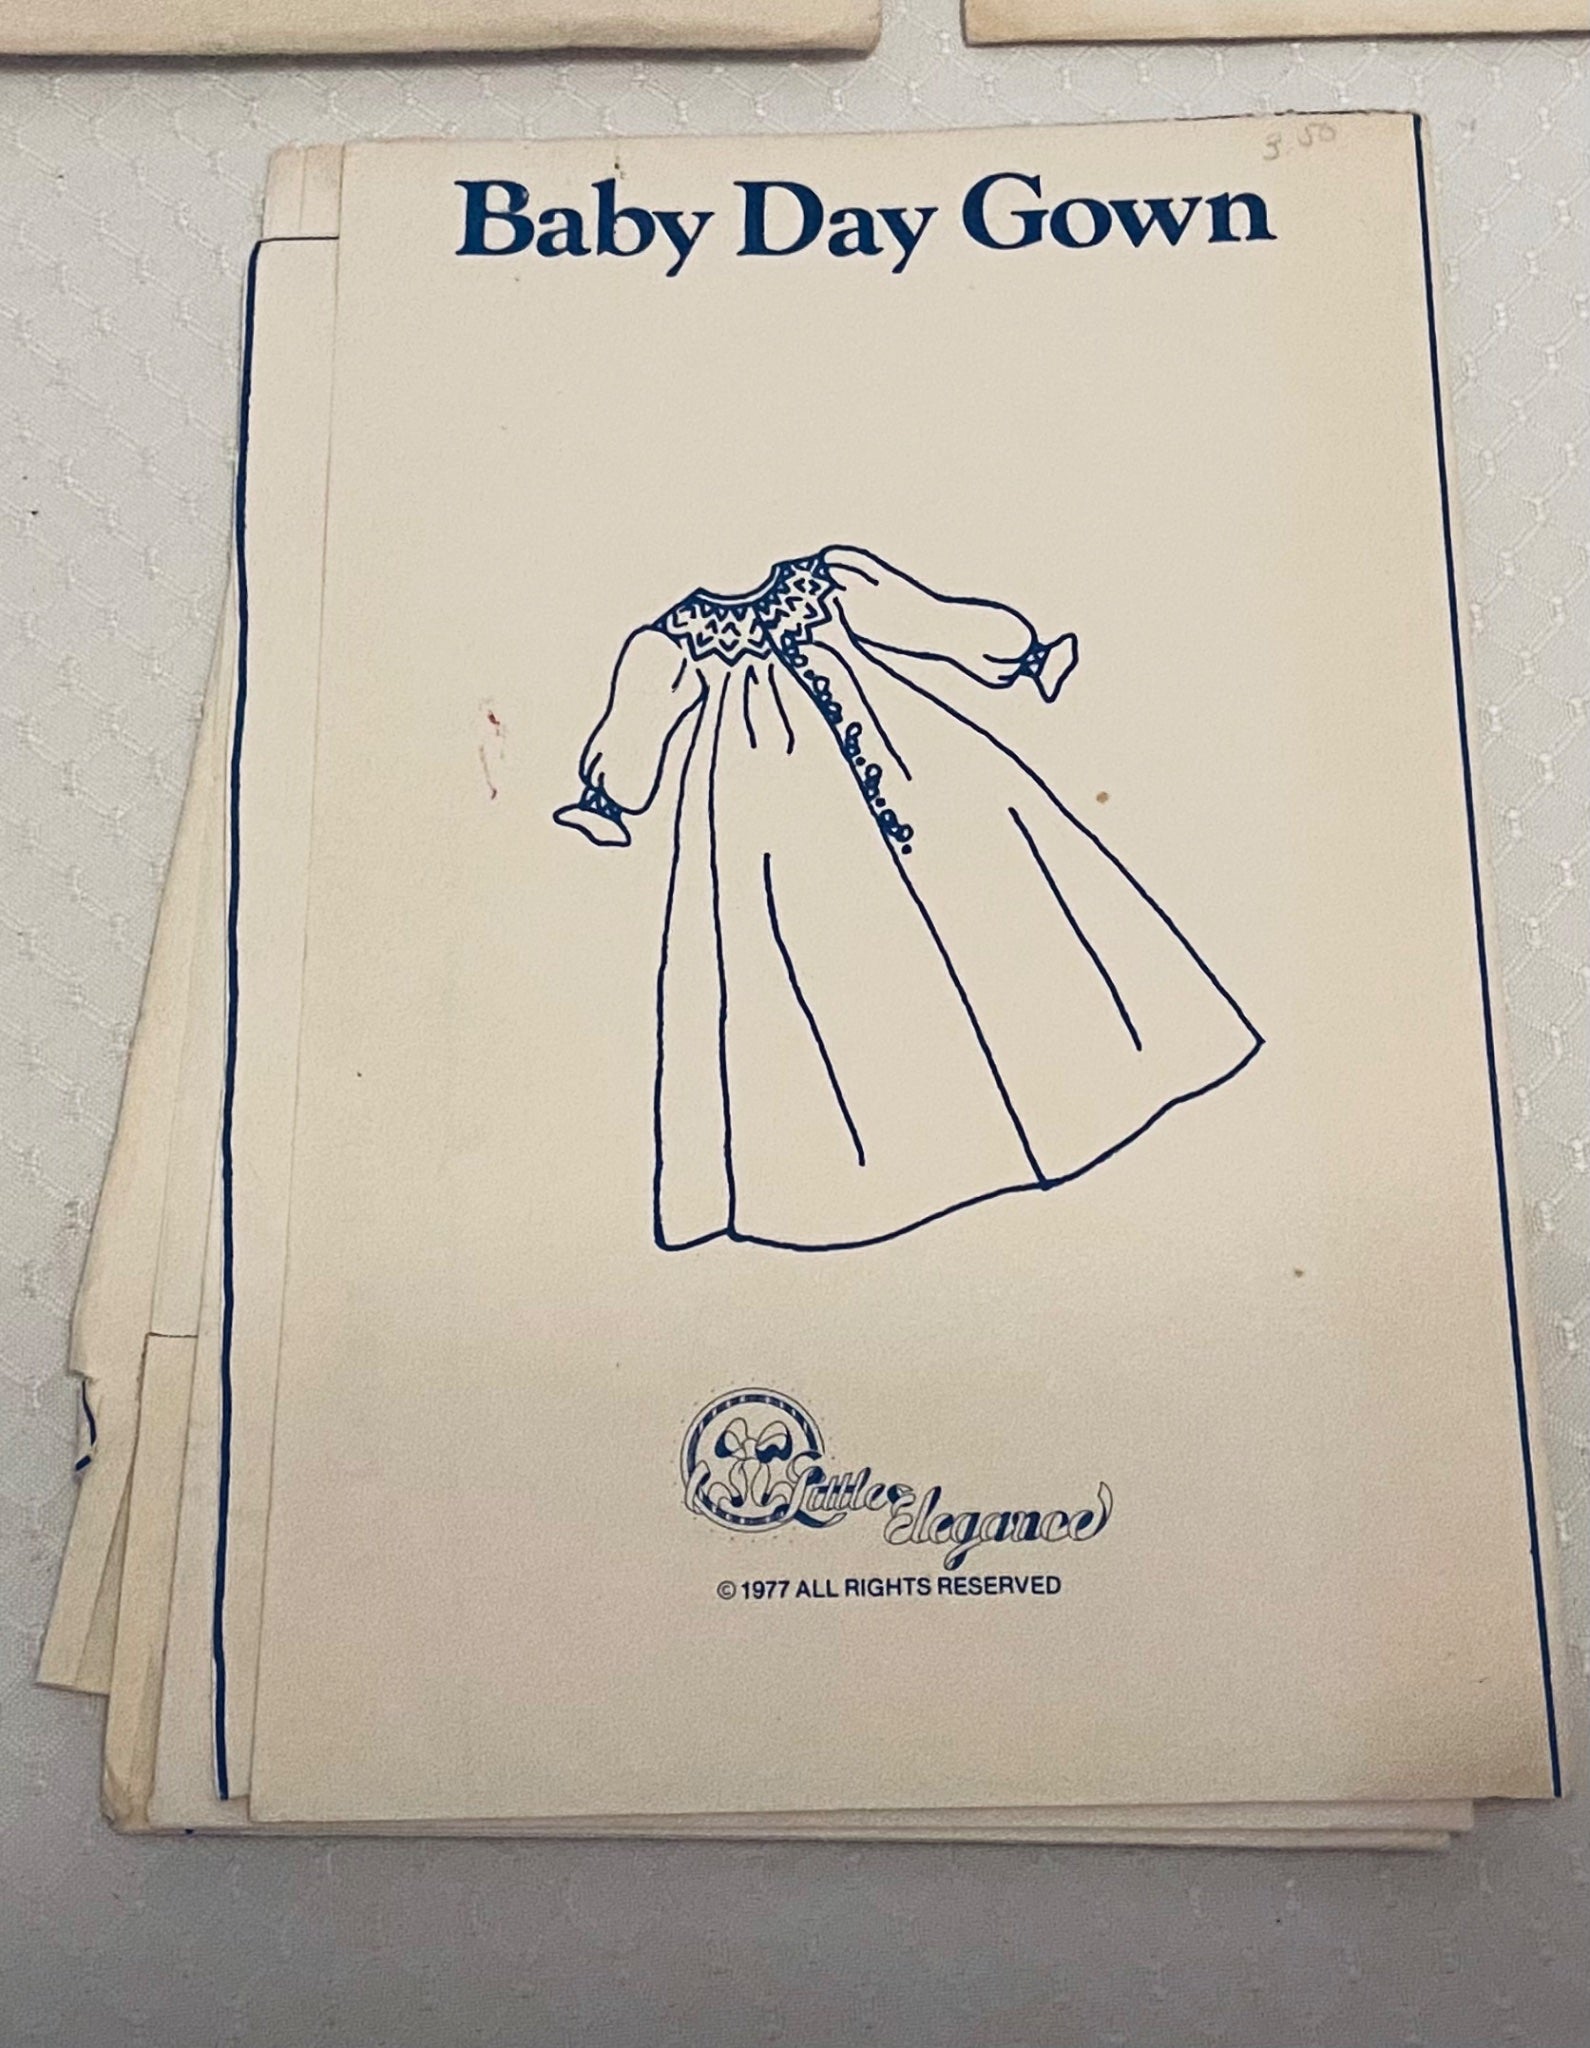 3.50
Baby Day Gown
Little Elegance
© 1977 ALL RIGHTS RESERVED